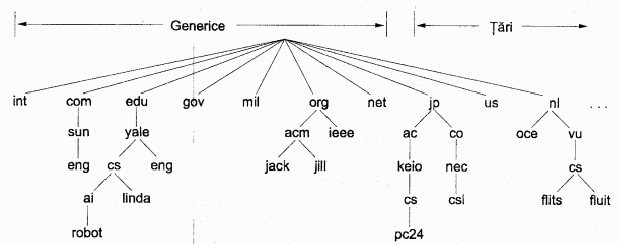 Generice Țări
int com edu gov mil org net jp us nl ...
sun yale acm ieee ac co oce vu
eng cs eng jack jill keio nec cs
ai linda cs csl flits fluit
robot pc24